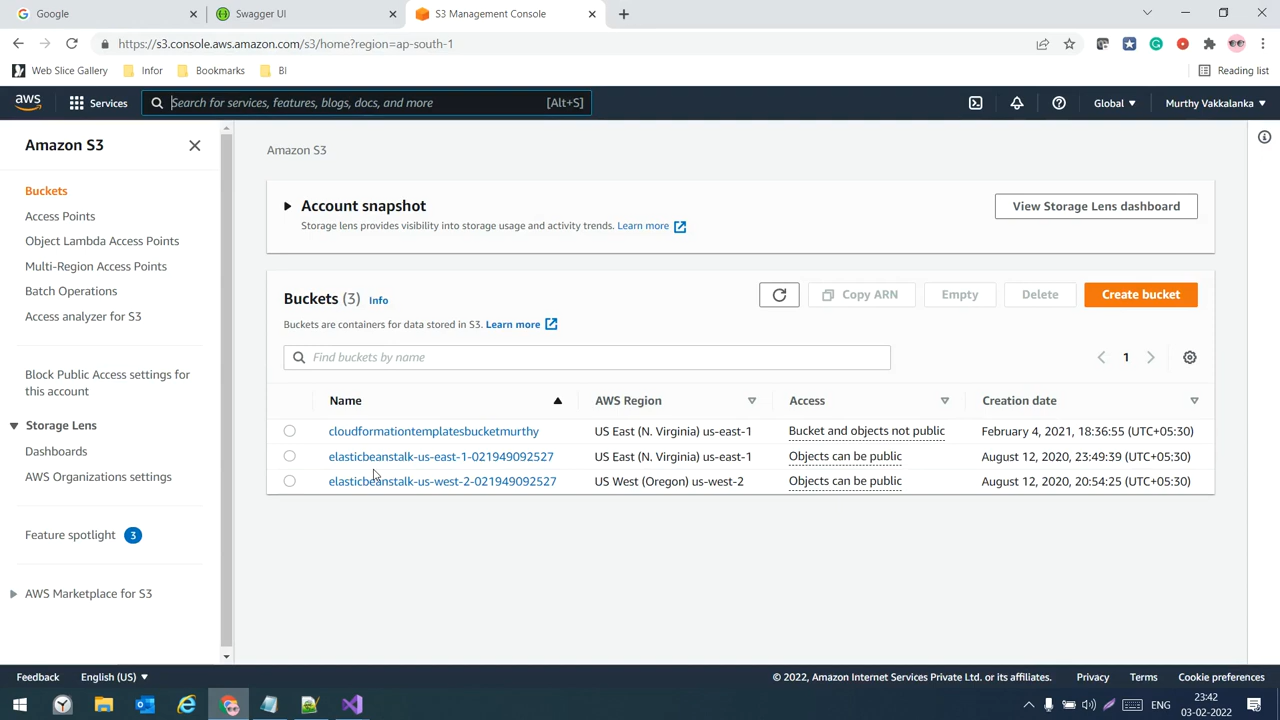 Google
Swagger UI
S3 Management Console
https://s3.console.aws.amazon.com/s3/home?region=ap-south-1
Web Slice Gallery
Infor
Bookmarks
BI
Reading list
aws
Services
Search for services, features, blogs, docs, and more
[Alt+S]
Global
Murthy Vakkalanka
Amazon S3
Buckets
Access Points
Object Lambda Access Points
Multi-Region Access Points
Batch Operations
Access analyzer for S3
Block Public Access settings for
this account
Storage Lens
Dashboards
AWS Organizations settings
Feature spotlight 3
AWS Marketplace for S3
Amazon S3
Account snapshot
Storage lens provides visibility into storage usage and activity trends. Learn more
View Storage Lens dashboard
Buckets (3) Info
Copy ARN
Empty
Delete
Create bucket
Buckets are containers for data stored in S3. Learn more
Find buckets by name
1
Name AWS Region Access Creation date
cloudformationtemplatesbucketmurthy US East (N. Virginia) us-east-1 Bucket and objects not public February 4, 2021, 18:36:55 (UTC+05:30)
elasticbeanstalk-us-east-1-021949092527 US East (N. Virginia) us-east-1 Objects can be public August 12, 2020, 23:49:39 (UTC+05:30)
elasticbeanstalk-us-west-2-021949092527 US West (Oregon) us-west-2 Objects can be public August 12, 2020, 20:54:25 (UTC+05:30)
Feedback
English (US)
© 2022, Amazon Internet Services Private Ltd. or its affiliates.
Privacy
Terms
Cookie preferences
ENG
23:42
03-02-2022